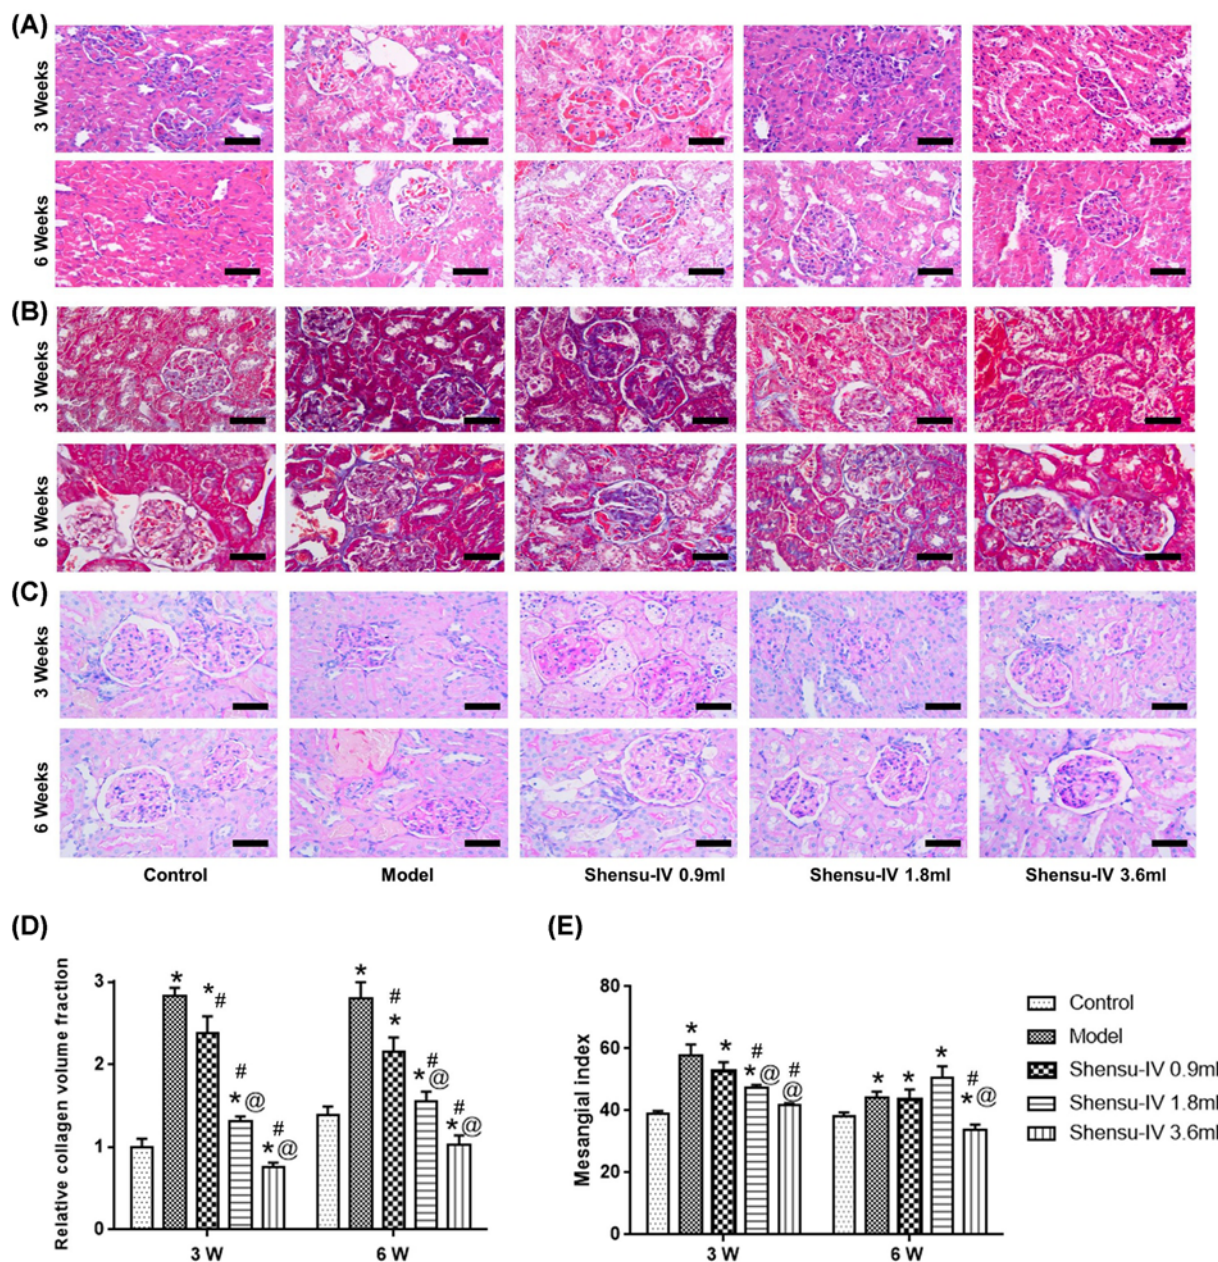 (A)
3 Weeks
6 Weeks
(B)
3 Weeks
6 Weeks
(C)
3 Weeks
6 Weeks
Control Model Shensu-IV 0.9ml Shensu-IV 1.8ml Shensu-IV 3.6ml
(D)
Relative collagen volume fraction
3
2
1
0
* *# #*@ #*@
* #* #*@ #*@
3 W 6 W
(E)
Mesangial index
80
60
40
20
0
* * #*@ #@
* * * #*@
3 W 6 W
Control
Model
Shensu-IV 0.9ml
Shensu-IV 1.8ml
Shensu-IV 3.6ml